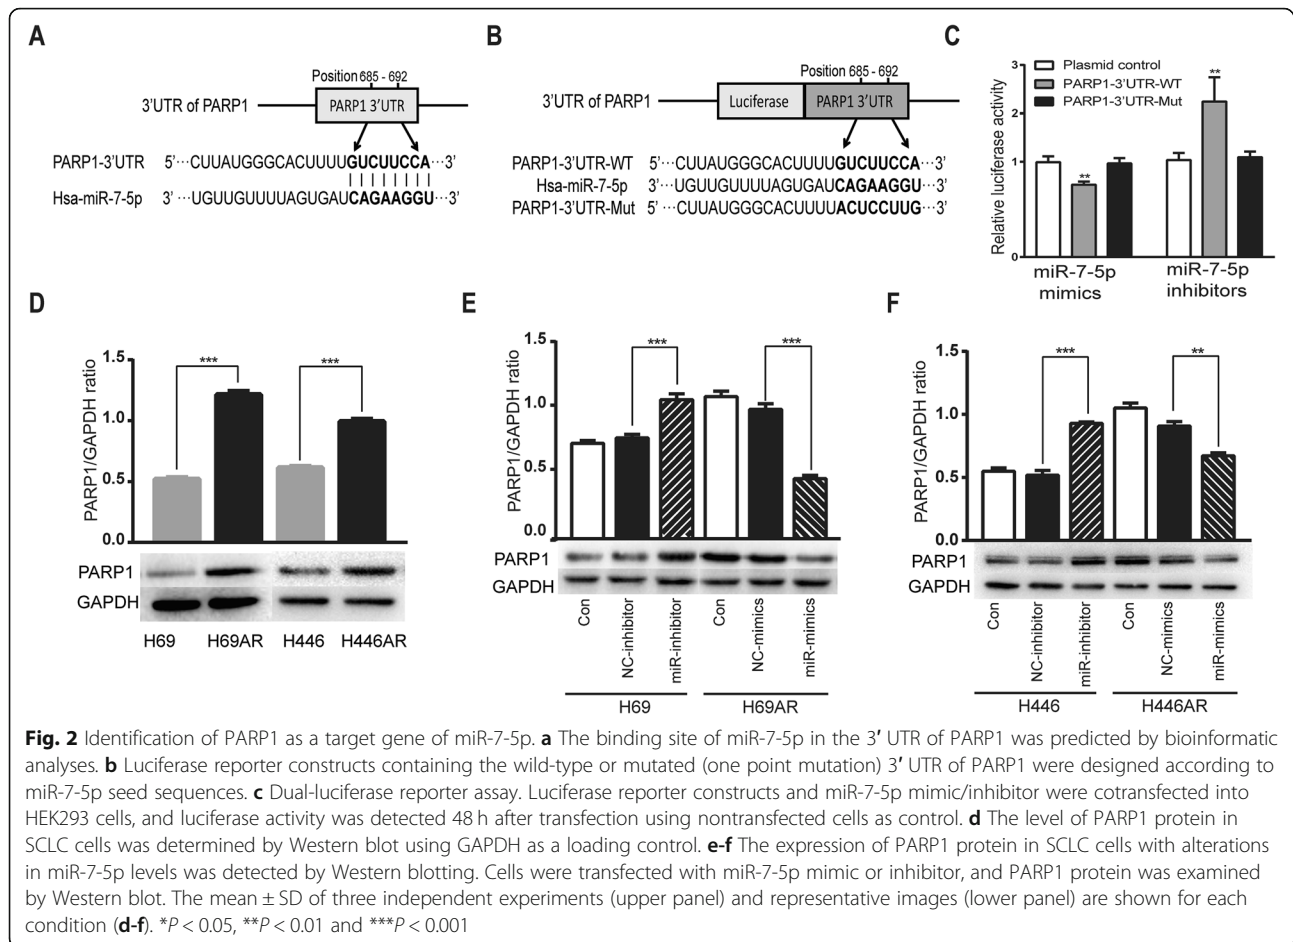 A
Position 685 - 692
3'UTR of PARP1
PARP1 3'UTR
PARP1-3'UTR 5'···CUUAUGGGCACUUUUGUCUUCCA···3'
Hsa-miR-7-5p 3'···UGUUGUUUUAGUGAUCAGAAGGU···3'
B
Position 685 - 692
3'UTR of PARP1
Luciferase PARP1 3'UTR
PARP1-3'UTR-WT 5'···CUUAUGGGCACUUUUGUCUUCCA···3'
Hsa-miR-7-5p 3'···UGUUGUUUUAGUGAUCAGAAGGU···3'
PARP1-3'UTR-Mut 5'···CUUAUGGGCACUUUUACUCCUUG···3'
C
Relative luciferase activity
3
2
1
3
Plasmid control
PARP1-3'UTR-WT
PARP1-3'UTR-Mut
**
**
miR-7-5p
mimics
miR-7-5p
inhibitors
D
PARP1/GAPDH ratio
1.5
1.0
0.5
0.0
***
***
PARP1
GAPDH
H69 H69AR H446 H446AR
E
PARP1/GAPDH ratio
1.5
1.0
0.5
0.0
***
***
PARP1
GAPDH
Con
NC-inhibitor
miR-inhibitor
Con
NC-mimics
miR-mimics
H69 H69AR
F
PARP1/GAPDH ratio
1.5
1.0
0.5
0.0
***
**
PARP1
GAPDH
Con
NC-inhibitor
miR-inhibitor
Con
NC-mimics
miR-mimics
H446 H446AR
Fig. 2 Identification of PARP1 as a target gene of miR-7-5p. a The binding site of miR-7-5p in the 3′ UTR of PARP1 was predicted by bioinformatic
analyses. b Luciferase reporter constructs containing the wild-type or mutated (one point mutation) 3′ UTR of PARP1 were designed according to
miR-7-5p seed sequences. c Dual-luciferase reporter assay. Luciferase reporter constructs and miR-7-5p mimic/inhibitor were cotransfected into
HEK293 cells, and luciferase activity was detected 48 h after transfection using nontransfected cells as control. d The level of PARP1 protein in
SCLC cells was determined by Western blot using GAPDH as a loading control. e-f The expression of PARP1 protein in SCLC cells with alterations
in miR-7-5p levels was detected by Western blotting. Cells were transfected with miR-7-5p mimic or inhibitor, and PARP1 protein was examined
by Western blot. The mean ± SD of three independent experiments (upper panel) and representative images (lower panel) are shown for each
condition (d-f). *P < 0.05, **P < 0.01 and ***P < 0.001